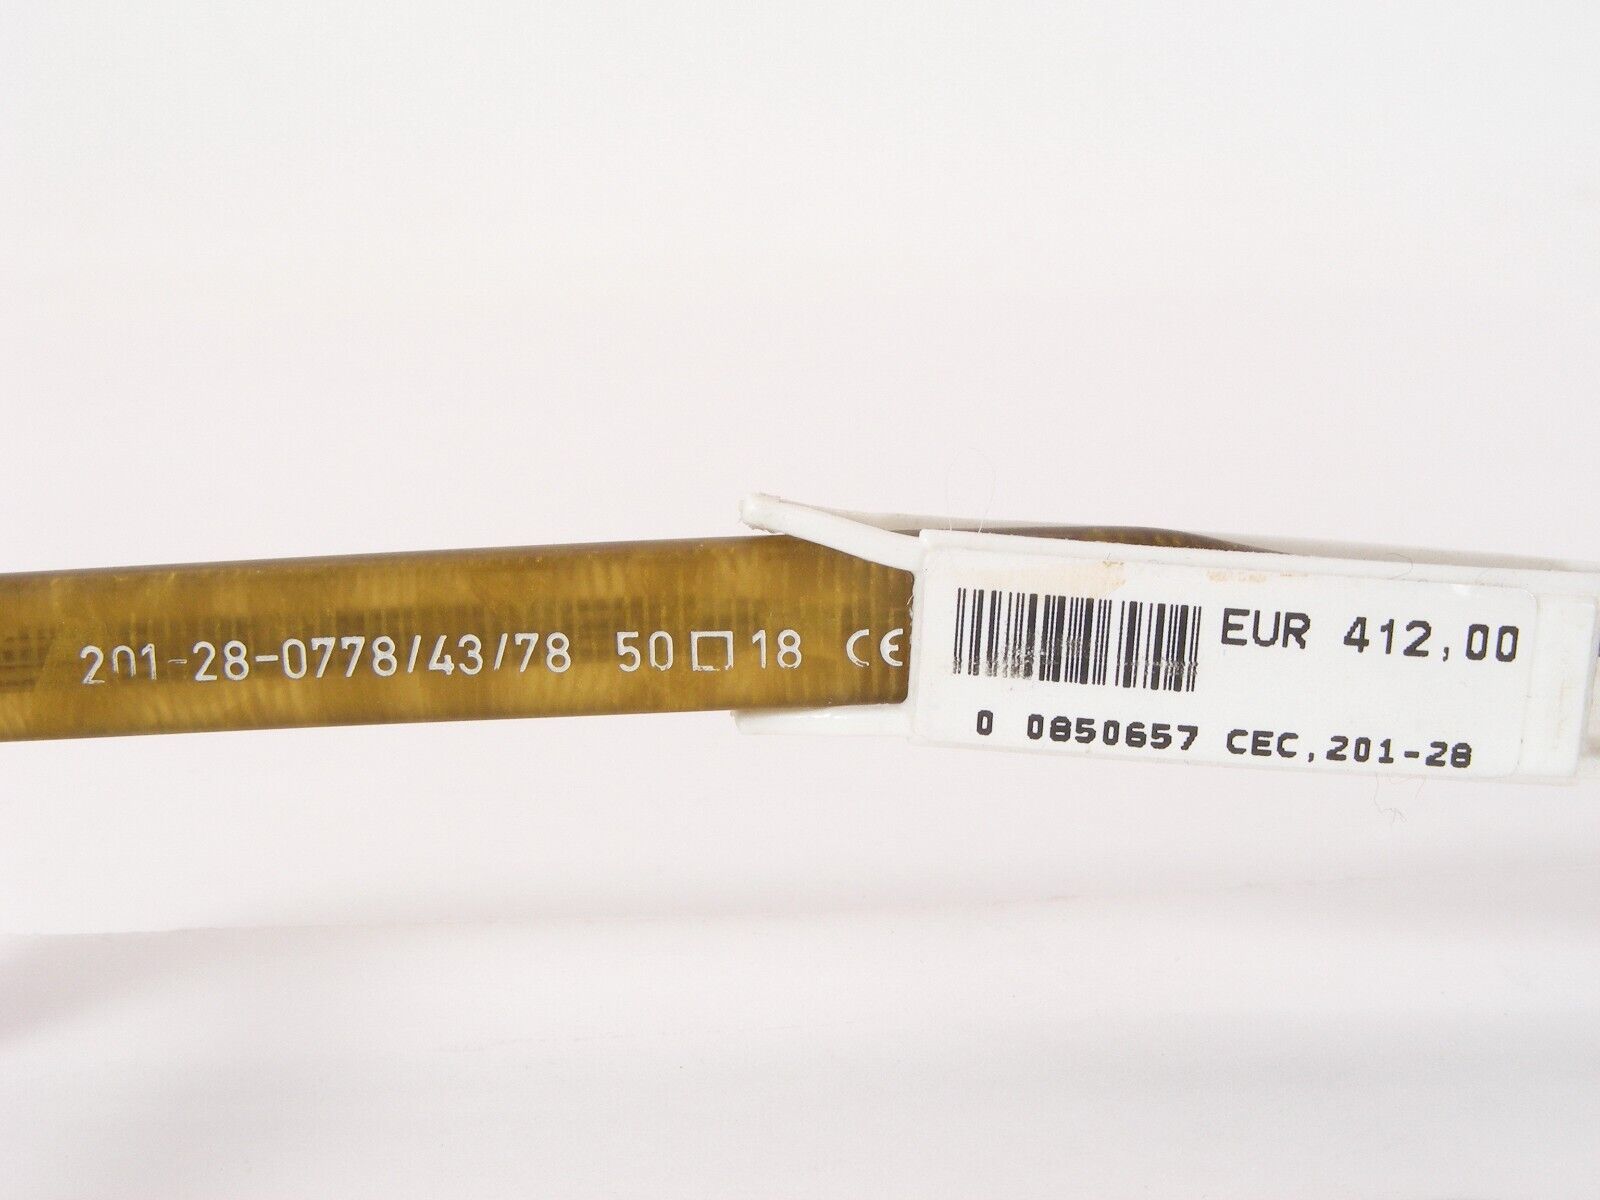 201-28-0778/43/78 50□18 CE
EUR 412,00
0 0850657 CEC,201-28